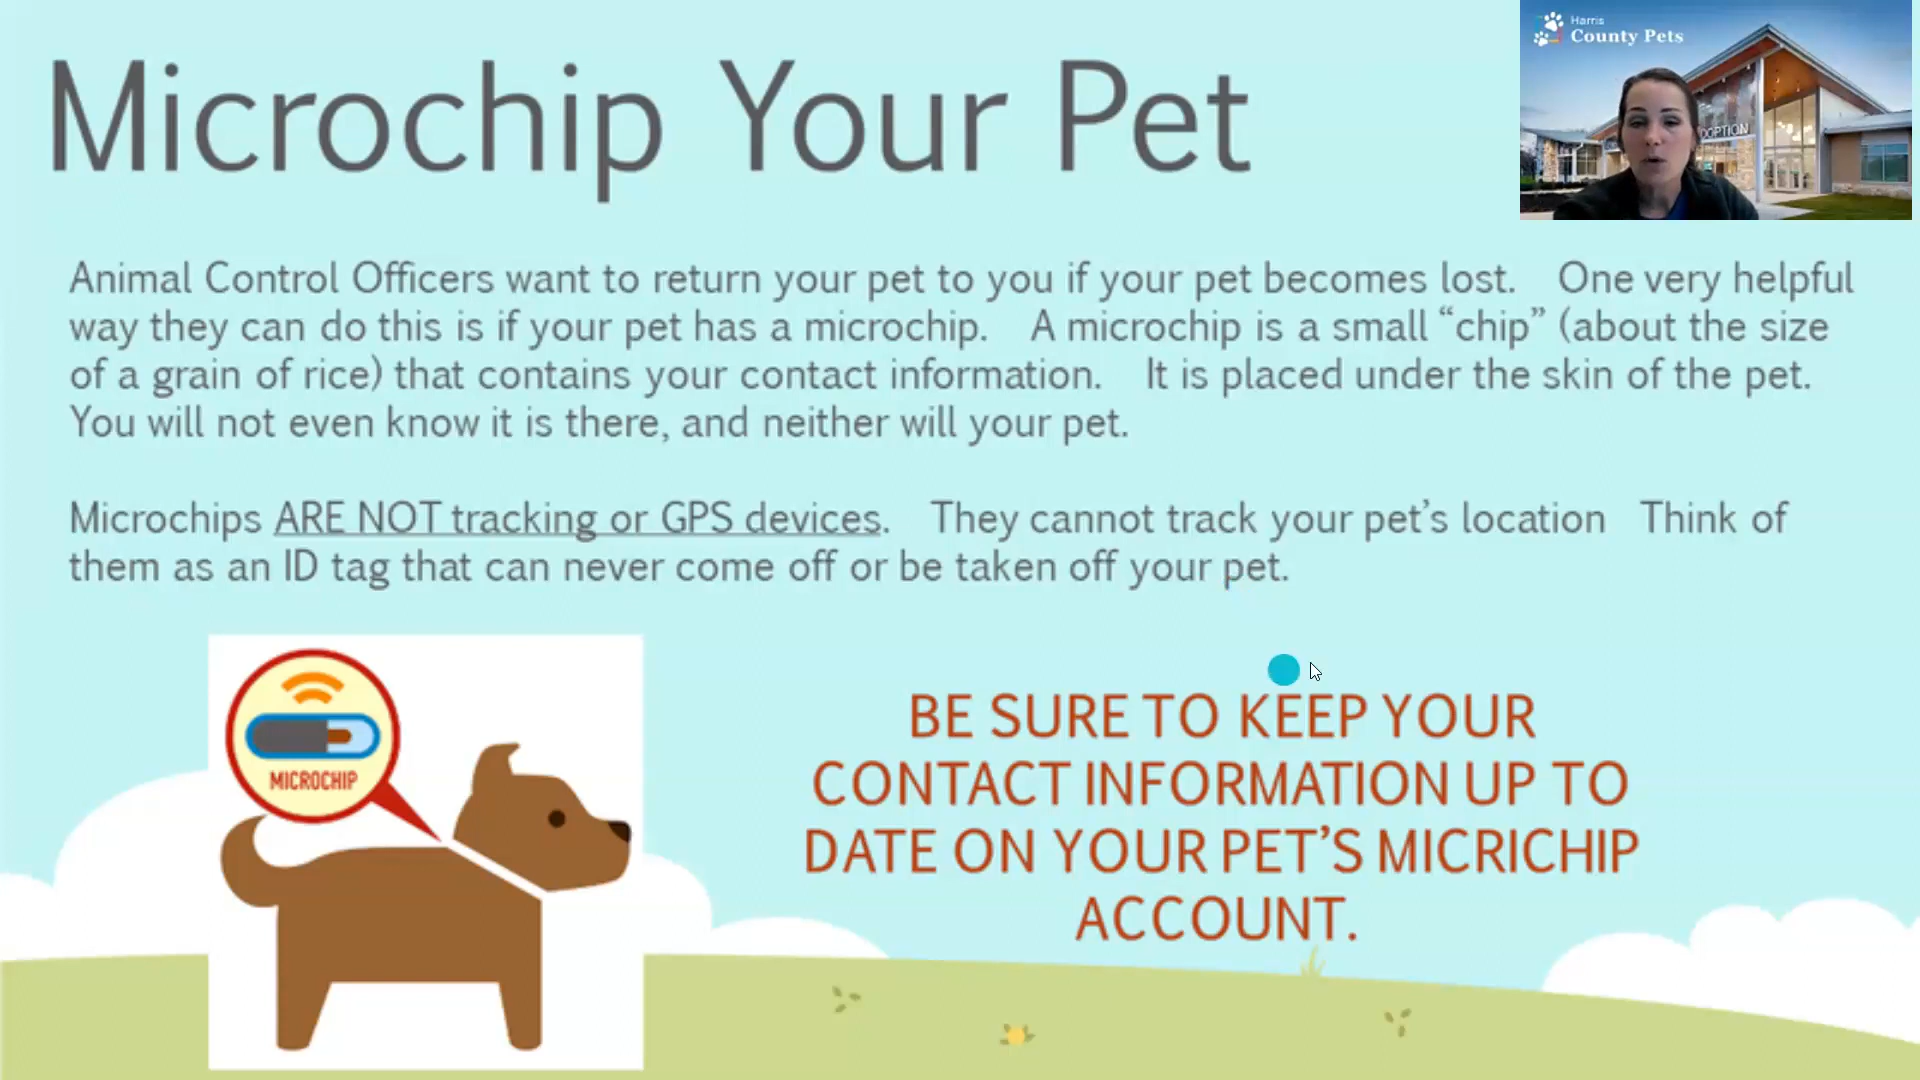 Microchip Your Pet
Harris
County Pets
Animal Control Officers want to return your pet to you if your pet becomes lost. One very helpful
way they can do this is if your pet has a microchip. A microchip is a small “chip” (about the size
of a grain of rice) that contains your contact information. It is placed under the skin of the pet.
You will not even know it is there, and neither will your pet.
Microchips ARE NOT tracking or GPS devices. They cannot track your pet’s location Think of
them as an ID tag that can never come off or be taken off your pet.
MICROCHIP
BE SURE TO KEEP YOUR
CONTACT INFORMATION UP TO
DATE ON YOUR PET’S MICRICHIP
ACCOUNT.